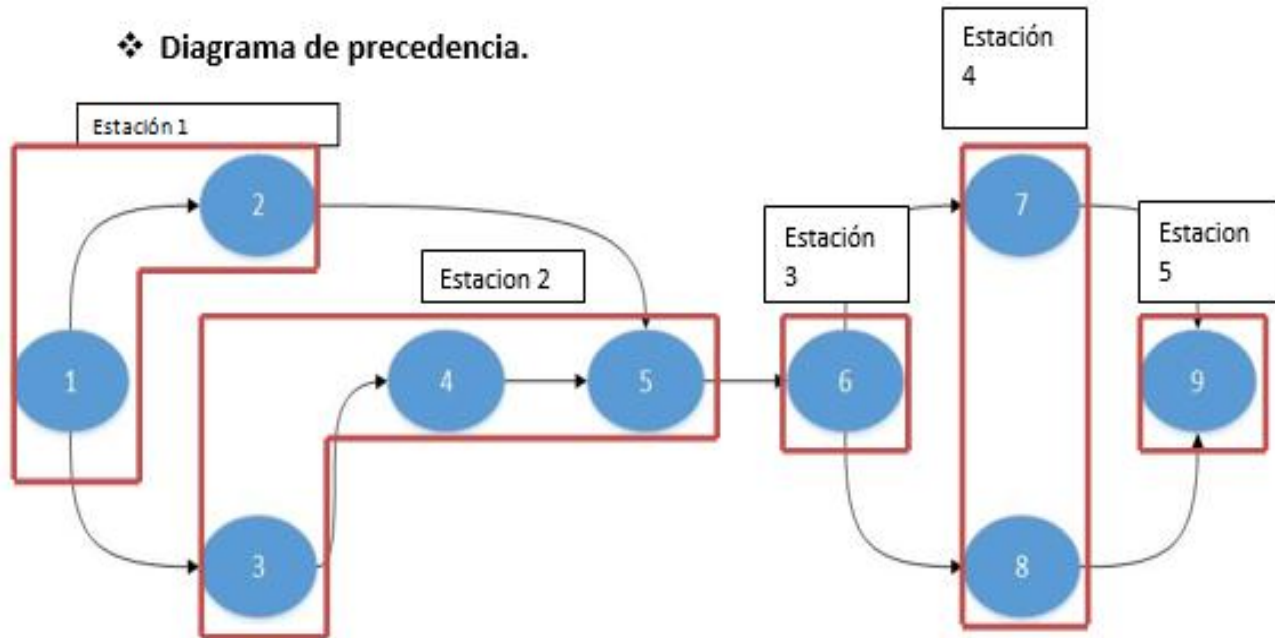 ❖ Diagrama de precedencia.
Estación
4
Estación 1
2
7
Estación
3
Estacion
5
Estacion 2
1
4
5
6
9
3
8